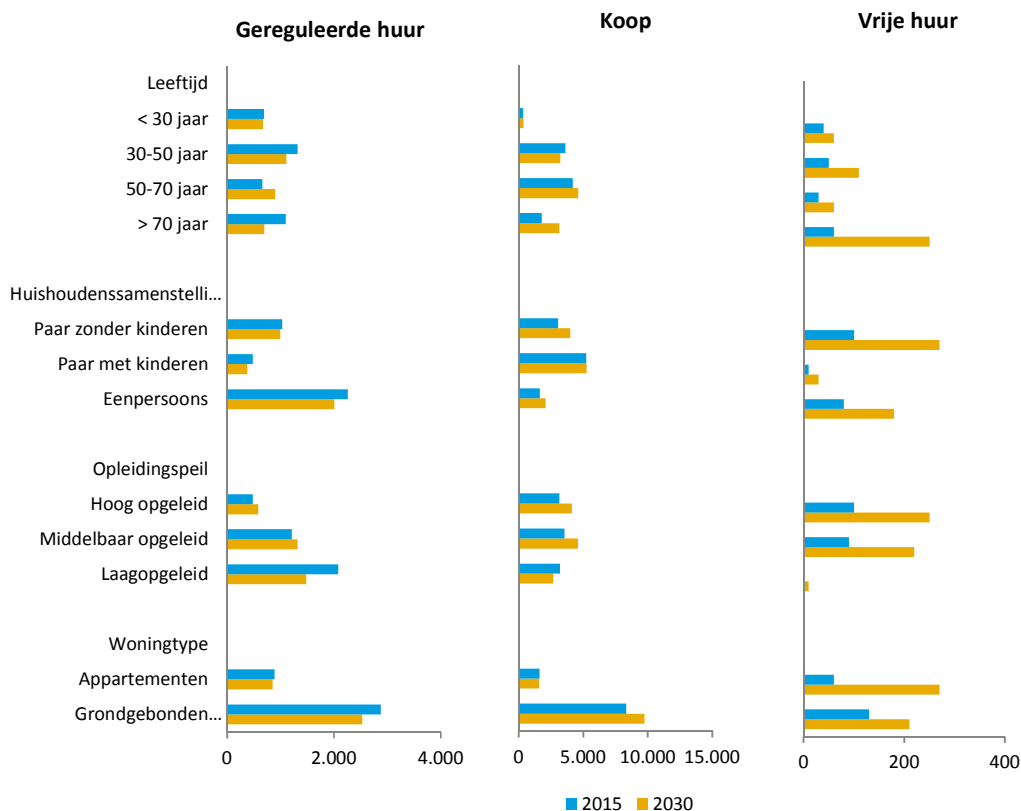 Gereguleerde huur
Koop
Vrije huur
Leeftijd
< 30 jaar
30-50 jaar
50-70 jaar
> 70 jaar
Huishoudenssamenstelli...
Paar zonder kinderen
Paar met kinderen
Eenpersoons
Opleidingspeil
Hoog opgeleid
Middelbaar opgeleid
Laagopgeleid
Woningtype
Appartementen
Grondgebonden...
0 2.000 4.000
0 5.000 10.000 15.000
0 200 400
2015 2030